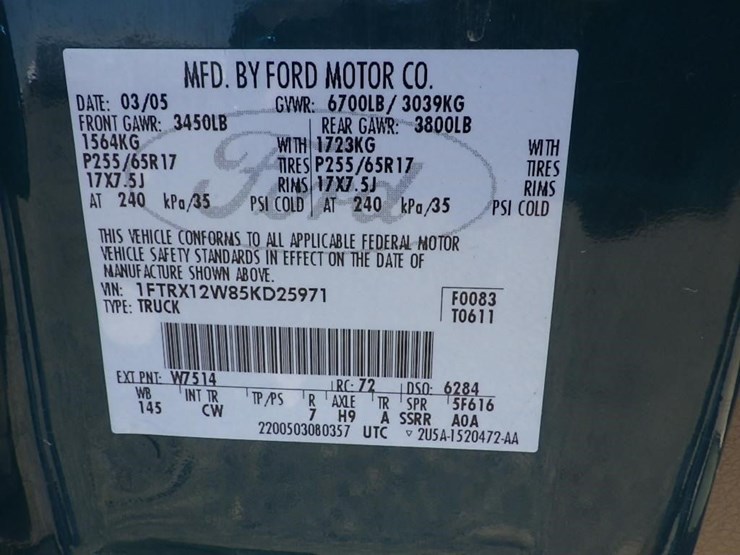 MFD. BY FORD MOTOR CO.
DATE: 03/05 GVWR: 6700LB/ 3039KG
FRONT GAWR: 3450LB REAR GAWR: 3800LB
1564KG WITH 1723KG WITH
P255/65R17 TIRES P255/65R17 TIRES
17X7.5J RIMS 17X7.5J RIMS
AT 240 kPa/35 PSI COLD AT 240 kPa/35 PSI COLD
Ford
THIS VEHICLE CONFORMS TO ALL APPLICABLE FEDERAL MOTOR
VEHICLE SAFETY STANDARDS IN EFFECT ON THE DATE OF
MANUFACTURE SHOWN ABOVE.
VIN: 1FTRX12W85KD25971 F0083
TYPE: TRUCK T0611
EXT PNT: W7514 RC: 72 DSO: 6284
WB INT TR TP/PS R AXLE TR SPR 5F616
145 CW 7 H9 A SSRR AOA
2200503080357 UTC ▽ 2U5A-1520472-AA